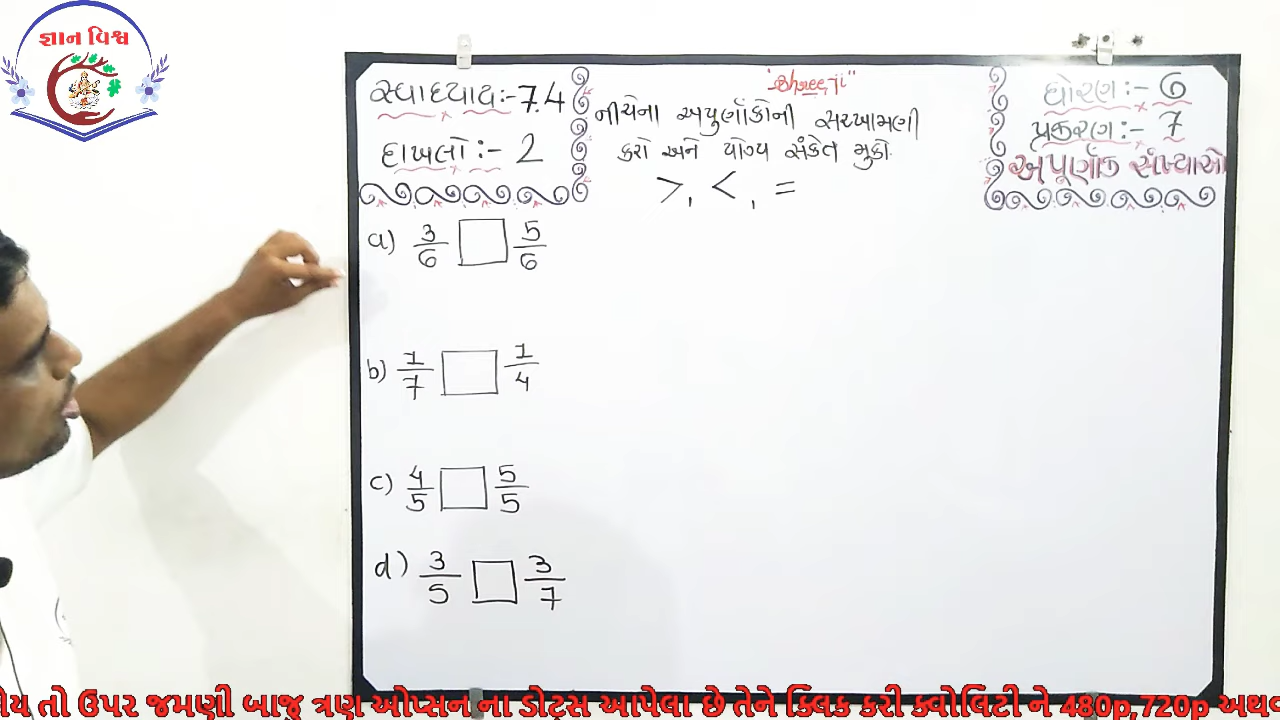 જ્ઞાન વિશ્વ
સ્વાધ્યાય:- 7.4
દાખલો:- 2
"Shreeji"
નીચેના અપુર્ણાંકોની સરખામણી
કરો અને યોગ્ય સંકેત મુકો.
>, <, =
ધોરણ:- 6
પ્રકરણ:- 7
અપૂર્ણાંક સંખ્યાઓ
a) 3/6 □ 5/6
b) 1/7 □ 1/4
c) 4/5 □ 5/5
d) 3/5 □ 3/7
તો ઉપર જમણી બાજુ ત્રણ ઓપ્સન ના ડોટ્સ આપેલા છે તેને ક્લિક કરી ક્વોલિટી ને 480p,720p